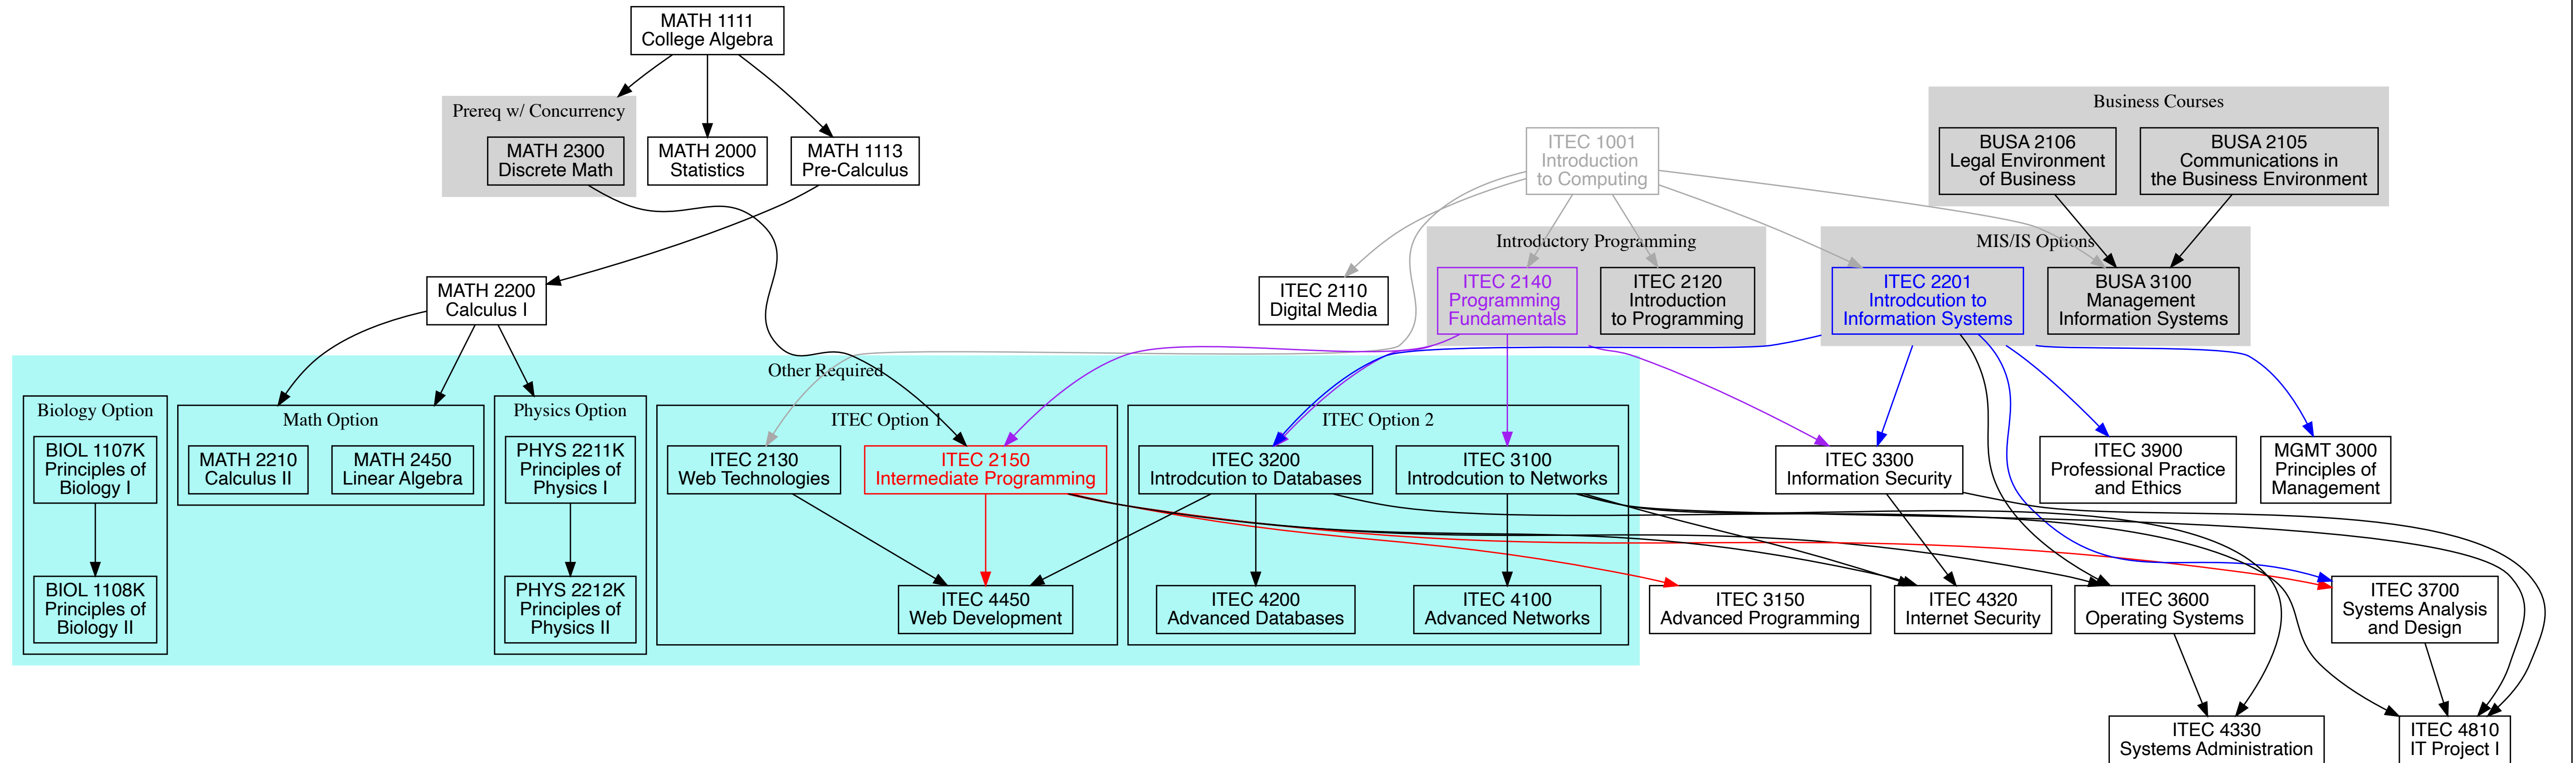 MATH 1111
College Algebra
Prereq w/ Concurrency
MATH 2300
Discrete Math
MATH 2000
Statistics
MATH 1113
Pre-Calculus
ITEC 1001
Introduction
to Computing
Business Courses
BUSA 2106
Legal Environment
of Business
BUSA 2105
Communications in
the Business Environment
MATH 2200
Calculus I
ITEC 2110
Digital Media
Introductory Programming
ITEC 2140
Programming
Fundamentals
ITEC 2120
Introduction
to Programming
MIS/IS Options
ITEC 2201
Introdcution to
Information Systems
BUSA 3100
Management
Information Systems
Other Required
Biology Option
BIOL 1107K
Principles of
Biology I
Math Option
MATH 2210
Calculus II
MATH 2450
Linear Algebra
Physics Option
PHYS 2211K
Principles of
Physics I
ITEC Option 1
ITEC 2130
Web Technologies
ITEC 2150
Intermediate Programming
ITEC Option 2
ITEC 3200
Introdcution to Databases
ITEC 3100
Introdcution to Networks
ITEC 3300
Information Security
ITEC 3900
Professional Practice
and Ethics
MGMT 3000
Principles of
Management
BIOL 1108K
Principles of
Biology II
PHYS 2212K
Principles of
Physics II
ITEC 4450
Web Development
ITEC 4200
Advanced Databases
ITEC 4100
Advanced Networks
ITEC 3150
Advanced Programming
ITEC 4320
Internet Security
ITEC 3600
Operating Systems
ITEC 3700
Systems Analysis
and Design
ITEC 4330
Systems Administration
ITEC 4810
IT Project I